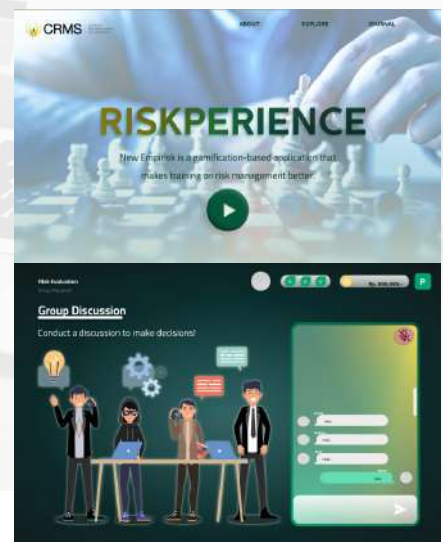 CRMS
ABOUT
EXPLORE
JOURNAL
RISKPERIENCE
New Empirisk is a gamification-based application that
makes training on risk management better.
Risk Evaluation
P
Group Discussion
Conduct a discussion to make decisions!